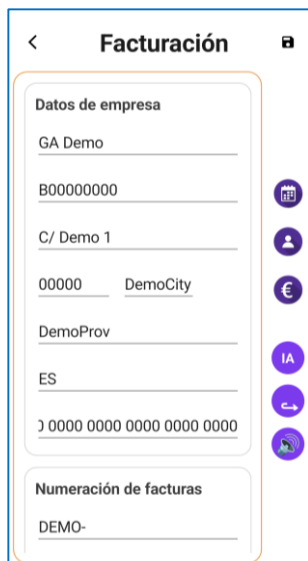 Facturación
Datos de empresa
GA Demo
B00000000
C/ Demo 1
00000 DemoCity
DemoProv
ES
0000 0000 0000 0000 0000
IA
Numeración de facturas
DEMO-